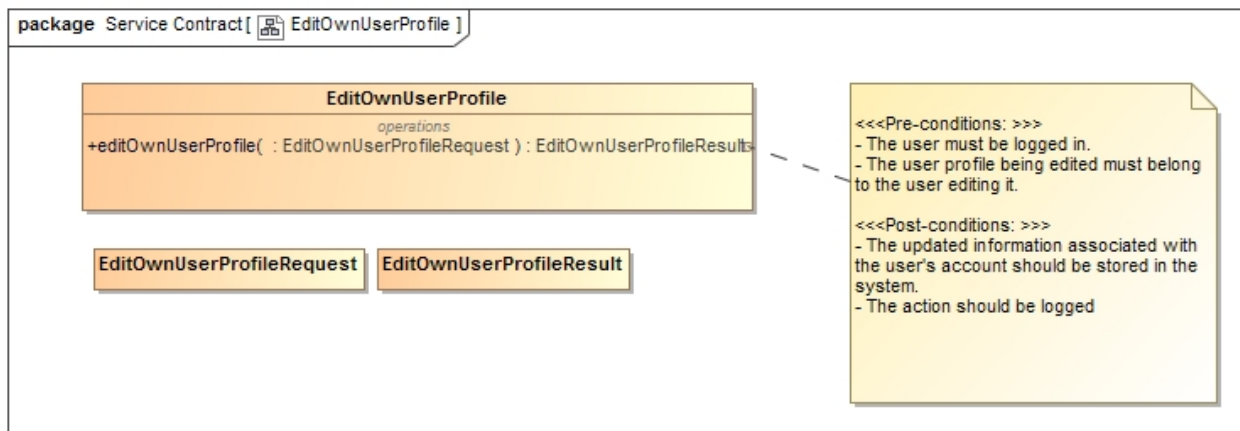 package Service Contract [ EditOwnUserProfile ]
EditOwnUserProfile
operations
+editOwnUserProfile( : EditOwnUserProfileRequest ) : EditOwnUserProfileResult
EditOwnUserProfileRequest
EditOwnUserProfileResult
<<<Pre-conditions: >>>
- The user must be logged in.
- The user profile being edited must belong
to the user editing it.
<<<Post-conditions: >>>
- The updated information associated with
the user's account should be stored in the
system.
- The action should be logged